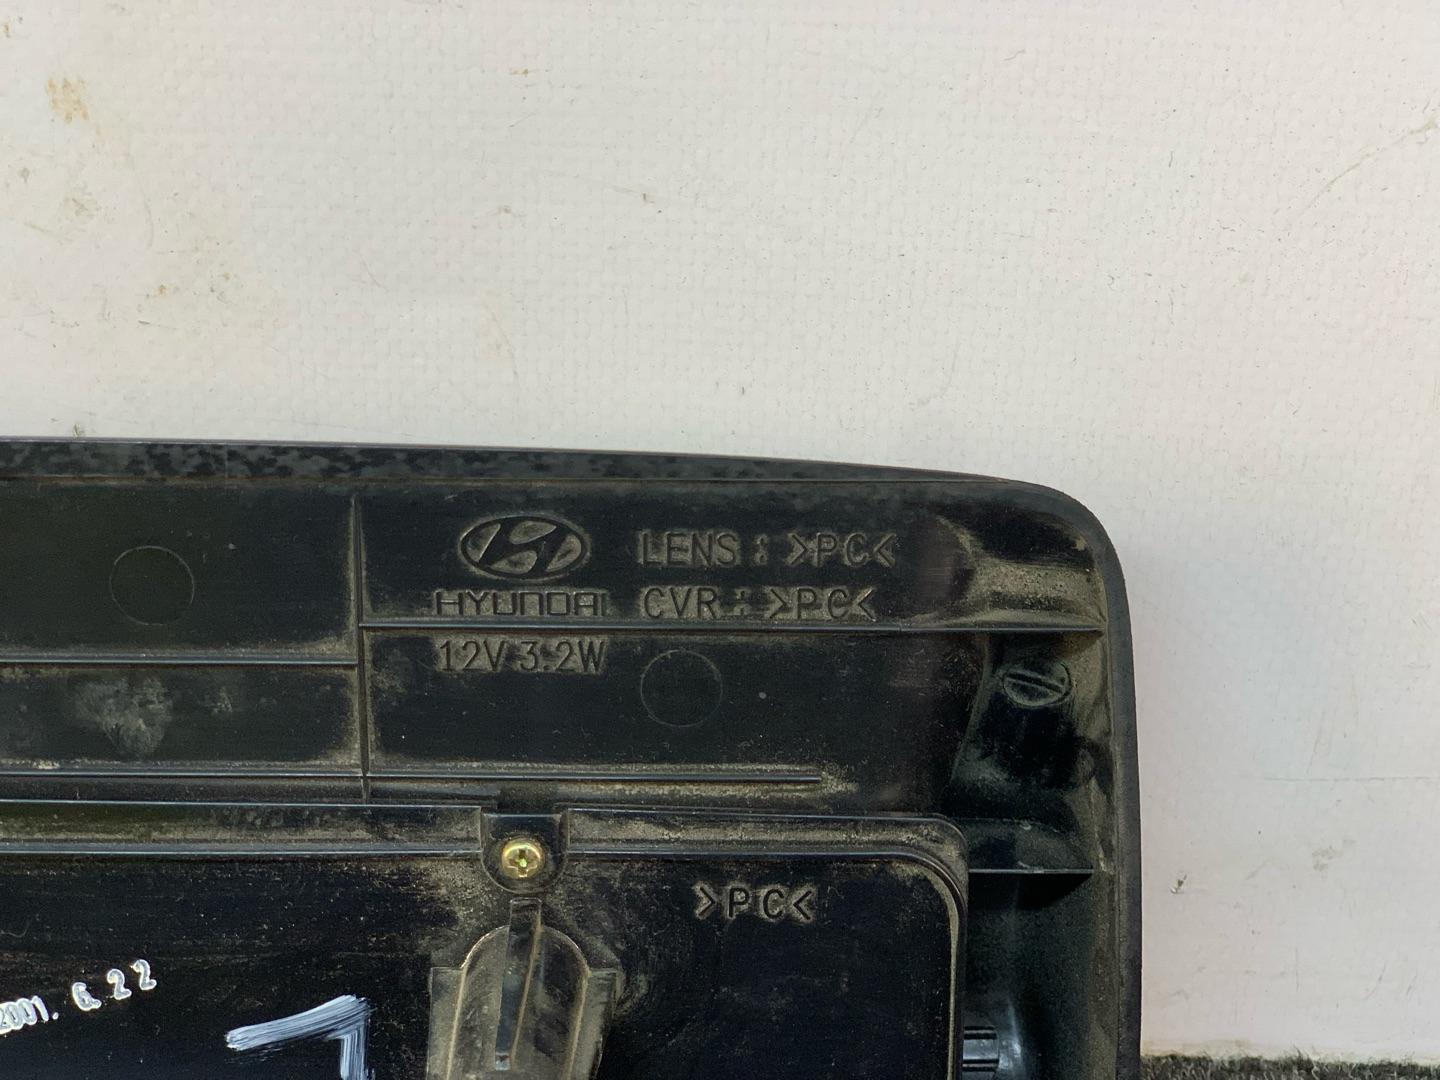 LENS : >PC<
HYUNDAI CVR : >PC<
12V 3.2W
>PC<
2001. 6. 22